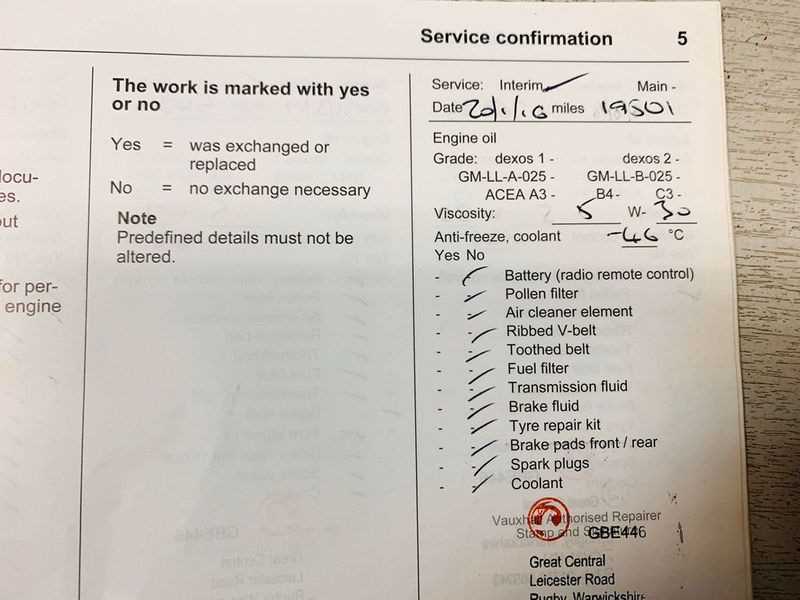 Service confirmation 5
locu-
es.
out
for per-
engine
The work is marked with yes
or no
Yes = was exchanged or
replaced
No = no exchange necessary
Note
Predefined details must not be
altered.
Service: Interim Main -
Date 20/1/16 miles 19501
Engine oil
Grade: dexos 1 - dexos 2 -
GM-LL-A-025 - GM-LL-B-025 -
ACEA A3 - B4- C3 -
Viscosity: 5 W- 30
Anti-freeze, coolant -46 °C
Yes No
- - Battery (radio remote control)
- - Pollen filter
- - Air cleaner element
- - Ribbed V-belt
- - Toothed belt
- - Fuel filter
- - Transmission fluid
- - Brake fluid
- - Tyre repair kit
- - Brake pads front / rear
- - Spark plugs
- - Coolant
Vauxhall Authorised Repairer
Stamp and
GBE446
Great Central
Leicester Road
Rugby, Warwickshire